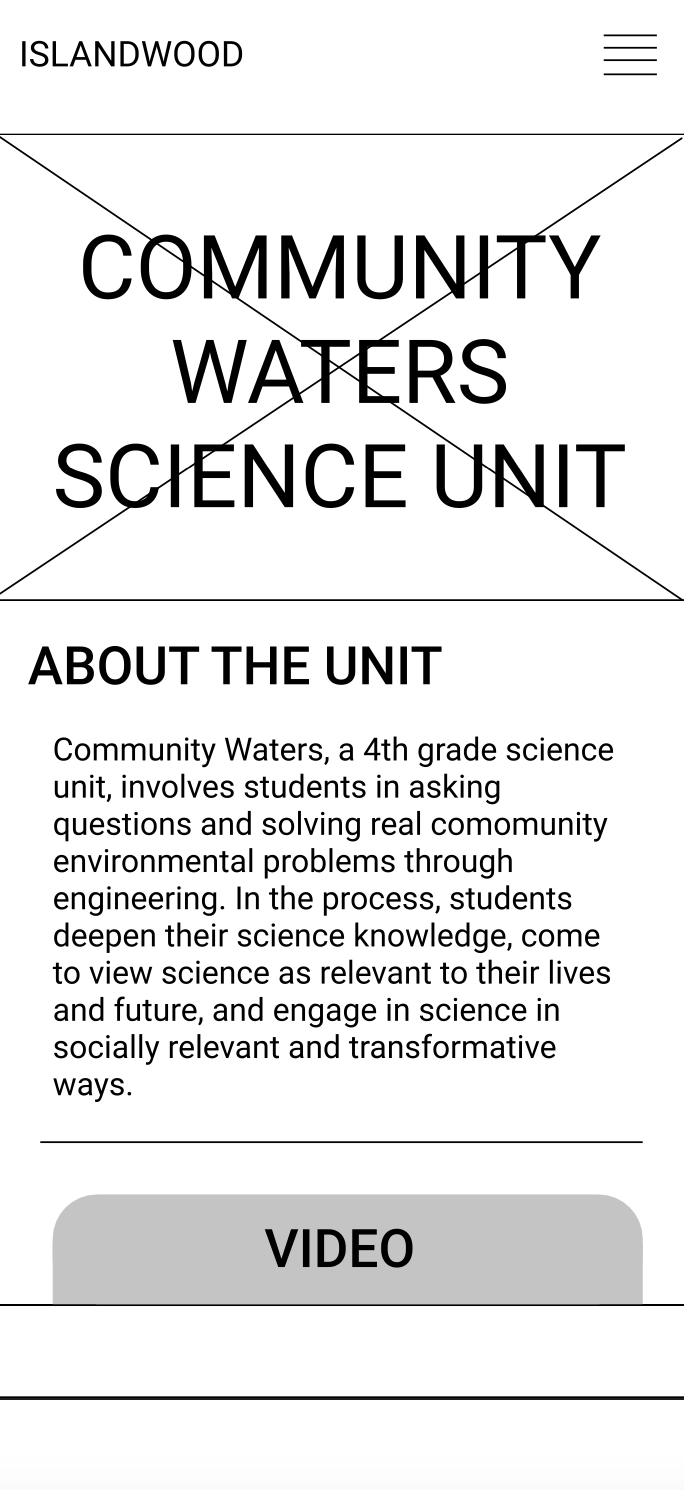 ISLANDWOOD
COMMUNITY
WATERS
SCIENCE UNIT
ABOUT THE UNIT
Community Waters, a 4th grade science
unit, involves students in asking
questions and solving real comomunity
environmental problems through
engineering. In the process, students
deepen their science knowledge, come
to view science as relevant to their lives
and future, and engage in science in
socially relevant and transformative
ways.
VIDEO